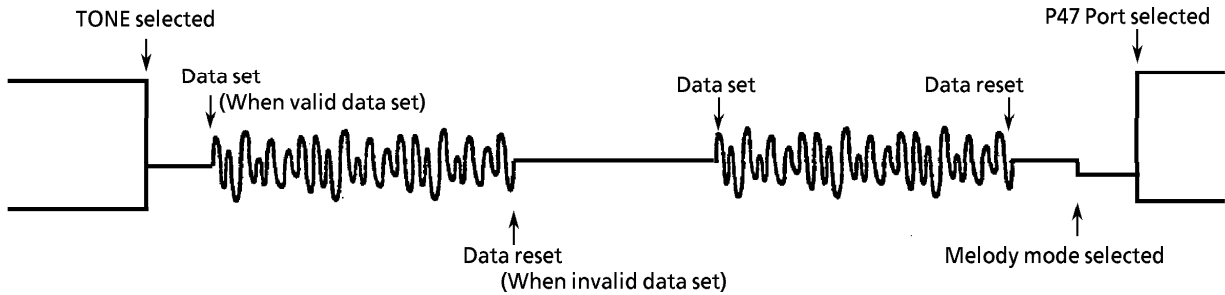 TONE selected
P47 Port selected
Data set
(When valid data set)
Data set
Data reset
Data reset
(When invalid data set)
Melody mode selected